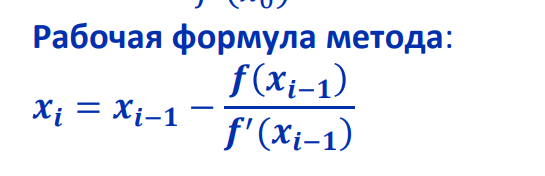 Рабочая формула метода:
xᵢ = xᵢ₋₁ − f(xᵢ₋₁) / f′(xᵢ₋₁)